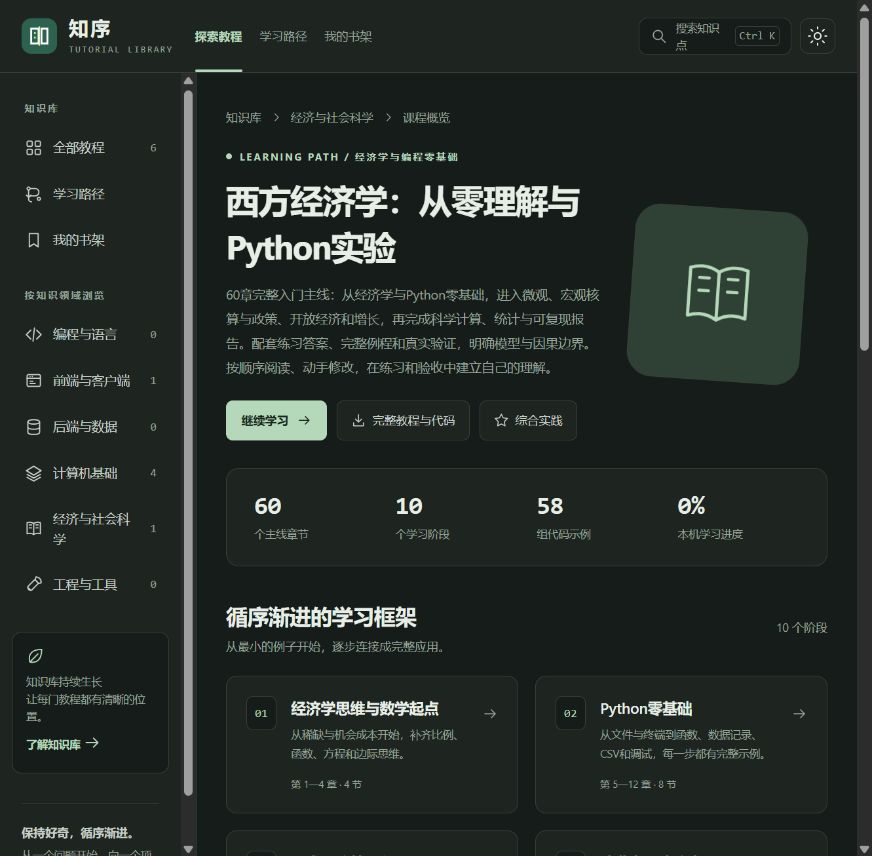 知序
TUTORIAL LIBRARY
探索教程
学习路径
我的书架
搜索知识
点
Ctrl K
知识库
全部教程 6
学习路径
我的书架
按知识领域浏览
编程与语言 0
前端与客户端 1
后端与数据 0
计算机基础 4
经济与社会科
学 1
工程与工具 0
知识库持续生长
让每门教程都有清晰的位
置。
了解知识库
保持好奇，循序渐进。
知识库
经济与社会科学
课程概览
LEARNING PATH / 经济学与编程零基础
西方经济学：从零理解与
Python实验
60章完整入门主线：从经济学与Python零基础，进入微观、宏观核
算与政策、开放经济和增长，再完成科学计算、统计与可复现报
告。配套练习答案、完整例程和真实验证，明确模型与因果边界。
按顺序阅读、动手修改，在练习和验收中建立自己的理解。
继续学习
完整教程与代码
综合实践
60
个主线章节
10
个学习阶段
58
组代码示例
0%
本机学习进度
循序渐进的学习框架
从最小的例子开始，逐步连接成完整应用。
10 个阶段
01
经济学思维与数学起点
从稀缺与机会成本开始，补齐比例、
函数、方程和边际思维。
第 1—4 章 · 4 节
02
Python零基础
从文件与终端到函数、数据记录、
CSV和调试，每一步都有完整示例。
第 5—12 章 · 8 节